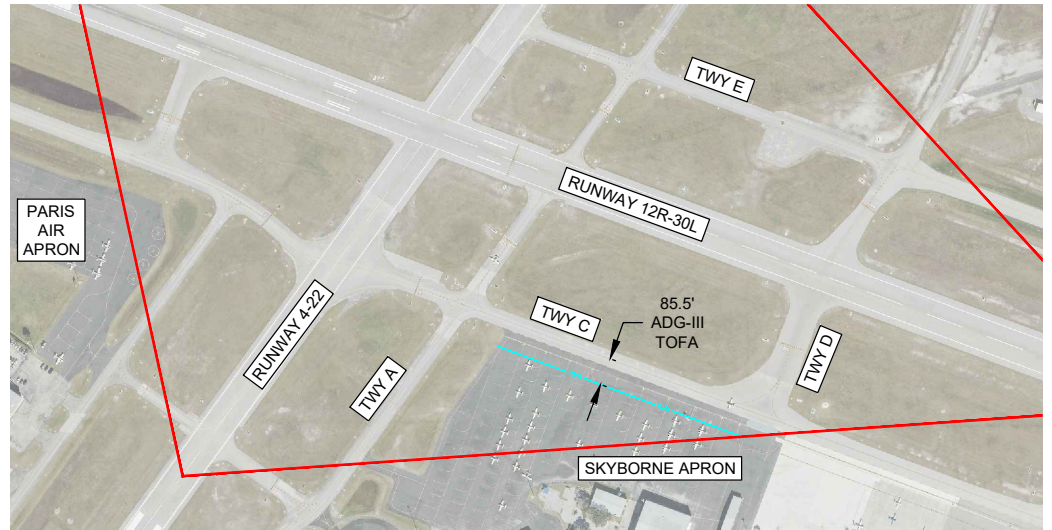 TWY E
RUNWAY 12R-30L
PARIS
AIR
APRON
85.5'
ADG-III
TOFA
TWY C
RUNWAY 4-22
TWY D
TWY A
SKYBORNE APRON